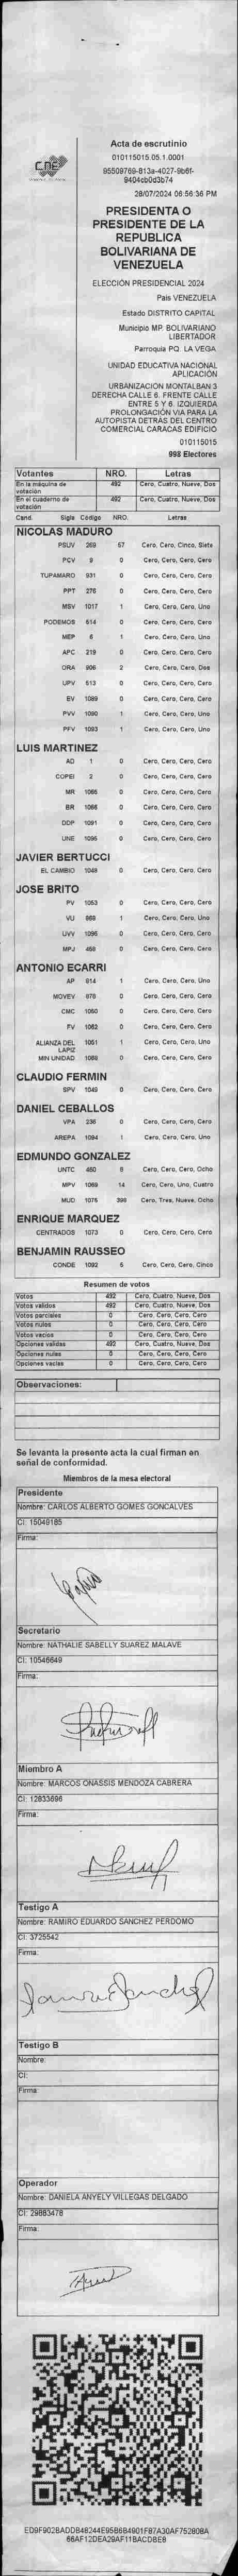 CNE
Acta de escrutinio
010115015.05.1.0001
95509769-813a-4027-9b6f-
9404cb0d3b74
28/07/2024 06:56:36 PM
PRESIDENTA O
PRESIDENTE DE LA
REPUBLICA
BOLIVARIANA DE
VENEZUELA
ELECCIÓN PRESIDENCIAL 2024
Pais VENEZUELA
Estado DISTRITO CAPITAL
Municipio MP. BOLIVARIANO
LIBERTADOR
Parroquia PQ. LA VEGA
UNIDAD EDUCATIVA NACIONAL
APLICACIÓN
URBANIZACION MONTALBAN 3
DERECHA CALLE 6. FRENTE CALLE
ENTRE 5 Y 6. IZQUIERDA
PROLONGACIÓN VIA PARA LA
AUTOPISTA DETRAS DEL CENTRO
COMERCIAL CARACAS EDIFICIO
010115015
998 Electores
Votantes NRO. Letras
En la máquina de votación 492 Cero, Cuatro, Nueve, Dos
En el cuaderno de votación 492 Cero, Cuatro, Nueve, Dos
Cand. Sigla Código NRO. Letras
NICOLAS MADURO
PSUV 269 57 Cero, Cero, Cinco, Siete
PCV 9 0 Cero, Cero, Cero, Cero
TUPAMARO 931 0 Cero, Cero, Cero, Cero
PPT 276 0 Cero, Cero, Cero, Cero
MSV 1017 1 Cero, Cero, Cero, Uno
PODEMOS 614 0 Cero, Cero, Cero, Cero
MEP 6 1 Cero, Cero, Cero, Uno
APC 219 0 Cero, Cero, Cero, Cero
ORA 906 2 Cero, Cero, Cero, Dos
UPV 513 0 Cero, Cero, Cero, Cero
EV 1089 0 Cero, Cero, Cero, Cero
PVV 1090 1 Cero, Cero, Cero, Uno
PFV 1093 1 Cero, Cero, Cero, Uno
LUIS MARTINEZ
AD 1 0 Cero, Cero, Cero, Cero
COPEI 2 0 Cero, Cero, Cero, Cero
MR 1065 0 Cero, Cero, Cero, Cero
BR 1066 0 Cero, Cero, Cero, Cero
DDP 1091 0 Cero, Cero, Cero, Cero
UNE 1095 0 Cero, Cero, Cero, Cero
JAVIER BERTUCCI
EL CAMBIO 1048 0 Cero, Cero, Cero, Cero
JOSE BRITO
PV 1053 0 Cero, Cero, Cero, Cero
VU 969 1 Cero, Cero, Cero, Uno
UVV 1096 0 Cero, Cero, Cero, Cero
MPJ 468 0 Cero, Cero, Cero, Cero
ANTONIO ECARRI
AP 814 1 Cero, Cero, Cero, Uno
MOVEV 978 0 Cero, Cero, Cero, Cero
CMC 1050 0 Cero, Cero, Cero, Cero
FV 1062 0 Cero, Cero, Cero, Cero
ALIANZA DEL LAPIZ 1051 1 Cero, Cero, Cero, Uno
MIN UNIDAD 1088 0 Cero, Cero, Cero, Cero
CLAUDIO FERMIN
SPV 1049 0 Cero, Cero, Cero, Cero
DANIEL CEBALLOS
VPA 236 0 Cero, Cero, Cero, Cero
AREPA 1094 1 Cero, Cero, Cero, Uno
EDMUNDO GONZALEZ
UNTC 460 8 Cero, Cero, Cero, Ocho
MPV 1069 14 Cero, Cero, Uno, Cuatro
MUD 1075 398 Cero, Tres, Nueve, Ocho
ENRIQUE MARQUEZ
CENTRADOS 1073 0 Cero, Cero, Cero, Cero
BENJAMIN RAUSSEO
CONDE 1092 5 Cero, Cero, Cero, Cinco
Resumen de votos
Votos 492 Cero, Cuatro, Nueve, Dos
Votos validos 492 Cero, Cuatro, Nueve, Dos
Votos parciales 0 Cero, Cero, Cero, Cero
Votos nulos 0 Cero, Cero, Cero, Cero
Votos vacios 0 Cero, Cero, Cero, Cero
Opciones validas 492 Cero, Cuatro, Nueve, Dos
Opciones nulas 0 Cero, Cero, Cero, Cero
Opciones vacias 0 Cero, Cero, Cero, Cero
Observaciones:
Se levanta la presente acta la cual firman en
señal de conformidad.
Miembros de la mesa electoral
Presidente
Nombre: CARLOS ALBERTO GOMES GONCALVES
CI: 15049185
Firma:
Secretario
Nombre: NATHALIE SABELLY SUAREZ MALAVE
CI: 10546649
Firma:
Miembro A
Nombre: MARCOS ONASSIS MENDOZA CABRERA
CI: 12833696
Firma:
Testigo A
Nombre: RAMIRO EDUARDO SANCHEZ PERDOMO
CI: 3725542
Firma:
Testigo B
Nombre:
CI:
Firma:
Operador
Nombre: DANIELA ANYELY VILLEGAS DELGADO
CI: 29883478
Firma:
ED9F902BADDB48244E95B6B4901F87A30AF752808A
66AF12DEA29AF11BACDBE8